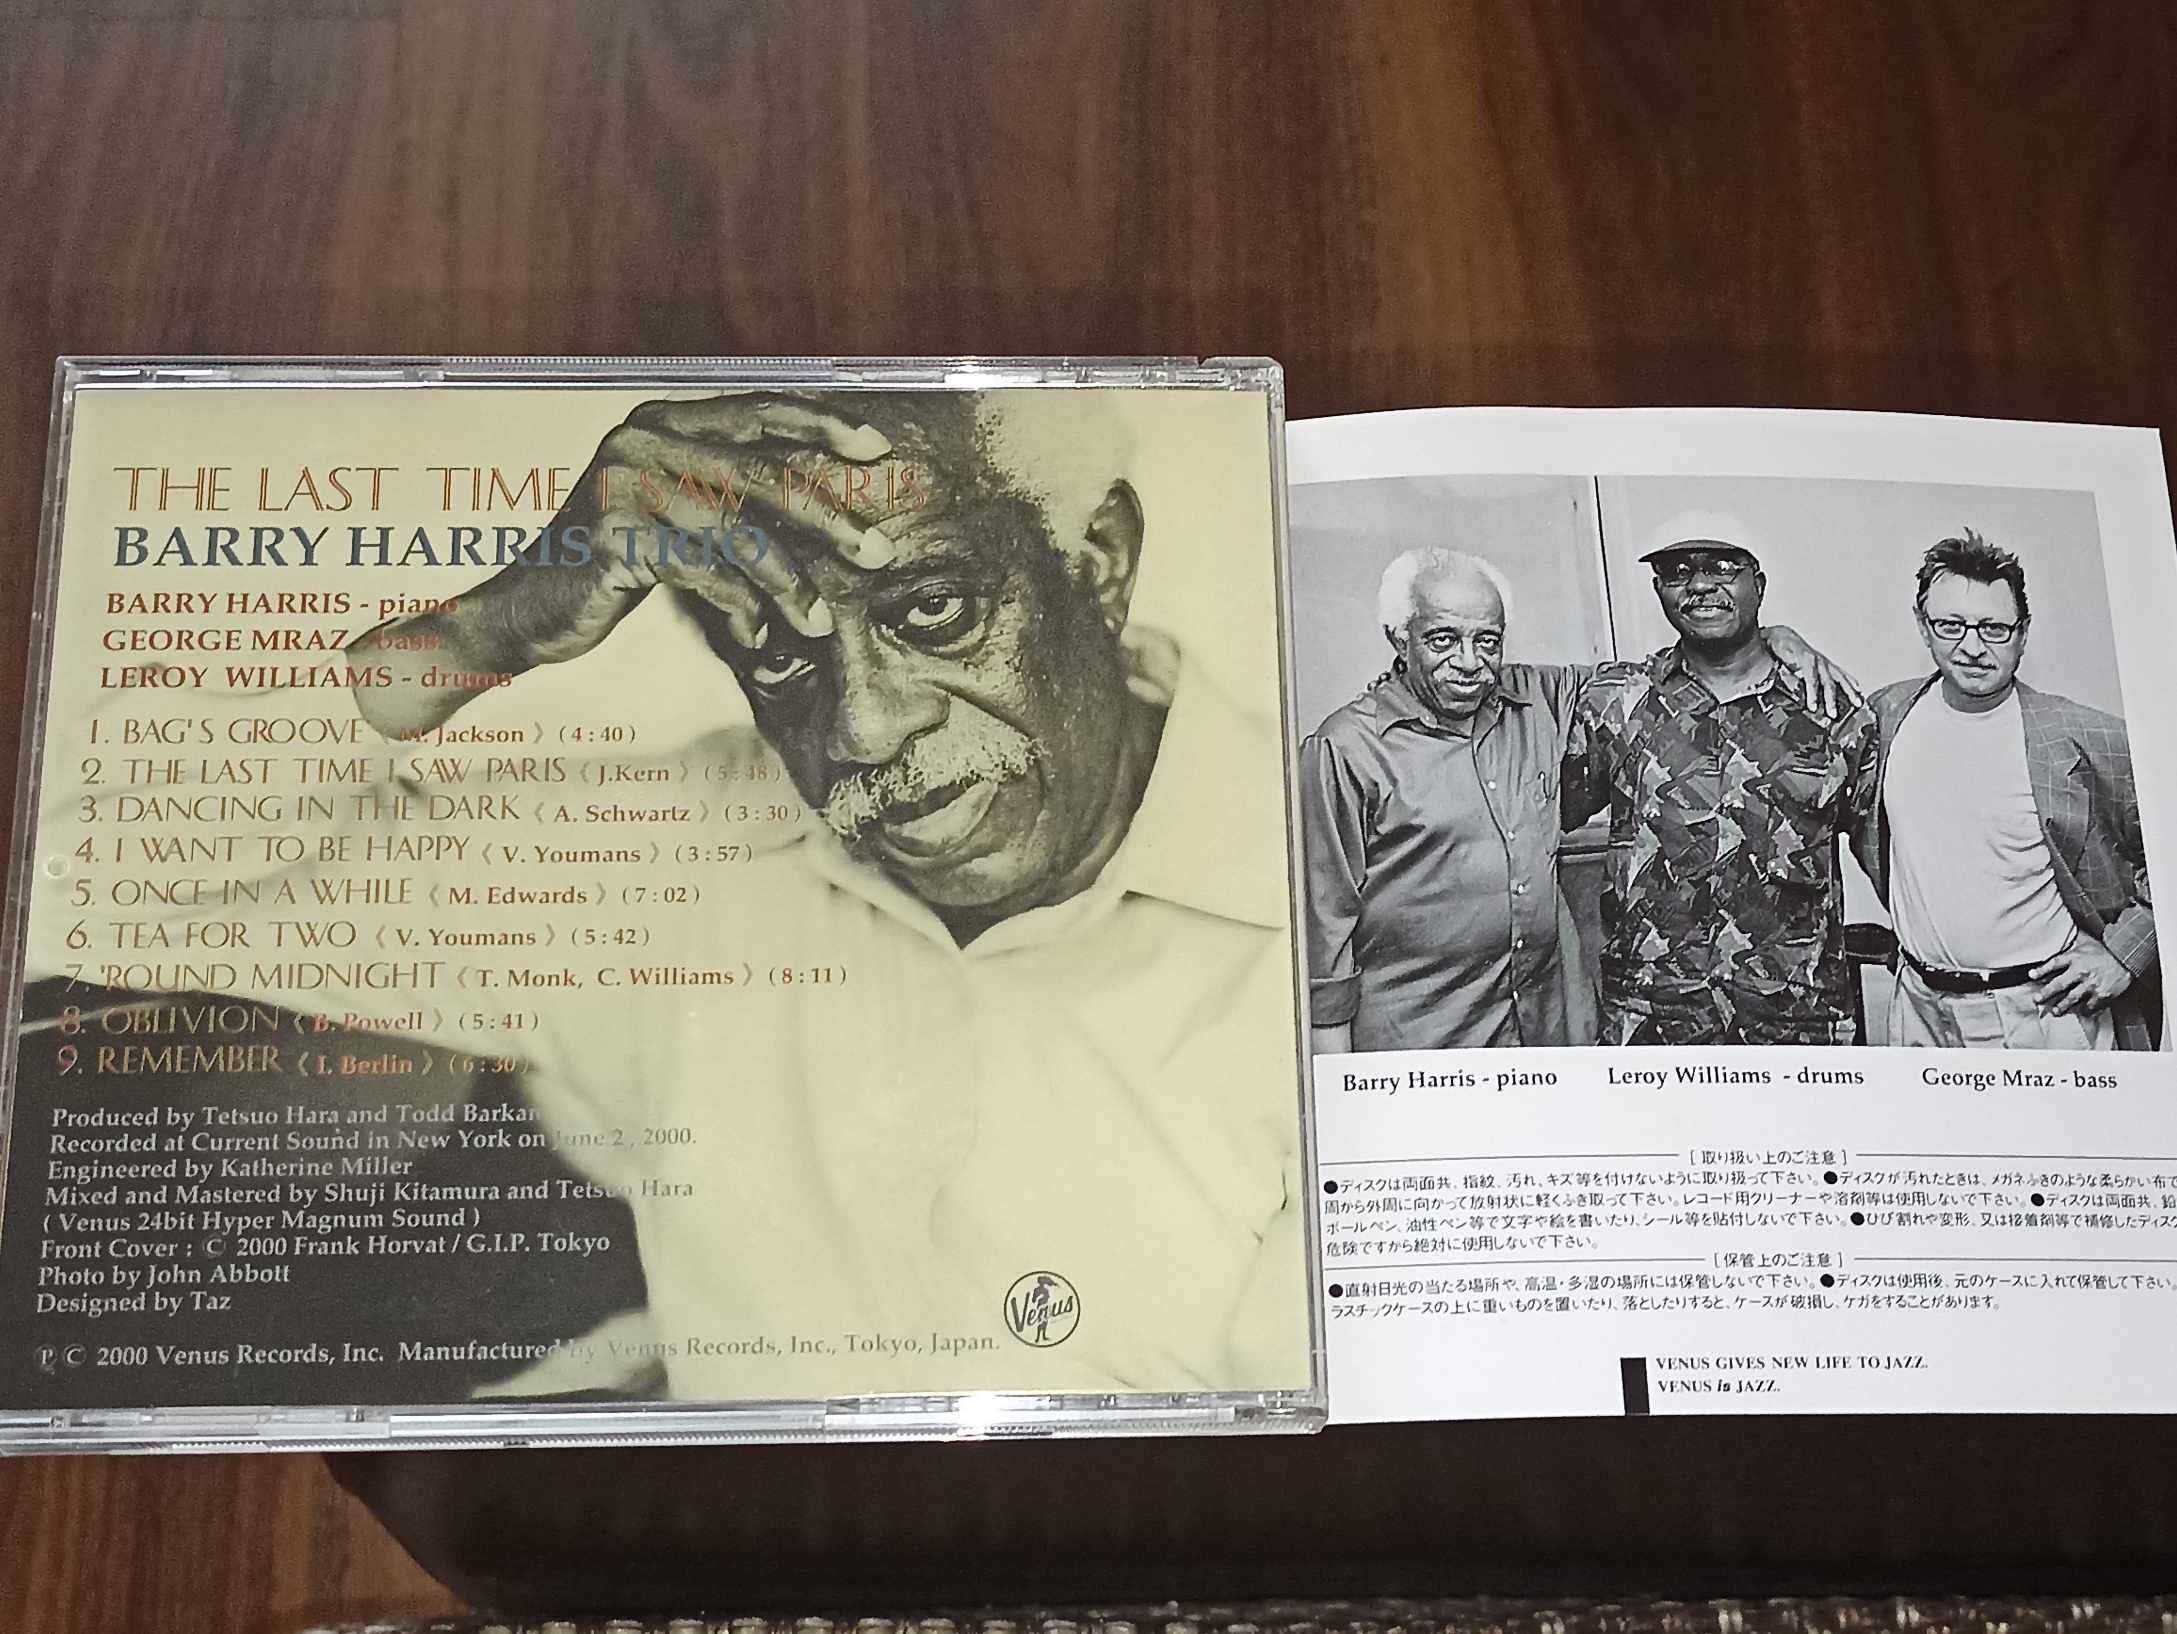 THE LAST TIME I SAW PARIS
BARRY HARRIS TRIO
BARRY HARRIS - piano
GEORGE MRAZ - bass
LEROY WILLIAMS - drums
1. BAG'S GROOVE《 M. Jackson 》( 4 : 40 )
2. THE LAST TIME I SAW PARIS《 J.Kern 》( 5 : 48 )
3. DANCING IN THE DARK《 A. Schwartz 》( 3 : 30 )
4. I WANT TO BE HAPPY《 V. Youmans 》( 3 : 57 )
5. ONCE IN A WHILE《 M. Edwards 》( 7 : 02 )
6. TEA FOR TWO《 V. Youmans 》( 5 : 42 )
7. 'ROUND MIDNIGHT《 T. Monk, C. Williams 》( 8 : 11 )
8. OBLIVION《 B. Powell 》( 5 : 41 )
9. REMEMBER《 I. Berlin 》( 6 : 30 )
Produced by Tetsuo Hara and Todd Barkan
Recorded at Current Sound in New York on June 2 , 2000.
Engineered by Katherine Miller
Mixed and Mastered by Shuji Kitamura and Tetsuo Hara
( Venus 24bit Hyper Magnum Sound )
Front Cover : © 2000 Frank Horvat / G.I.P. Tokyo
Photo by John Abbott
Designed by Taz
℗ © 2000 Venus Records, Inc. Manufactured by Venus Records, Inc., Tokyo, Japan.
Venus
Barry Harris - piano
Leroy Williams - drums
George Mraz - bass
[ 取り扱い上のご注意 ]
●ディスクは両面共、指紋、汚れ、キズ等を付けないように取り扱って下さい。●ディスクが汚れたときは、メガネふきのような柔らかい布で
周から外周に向かって放射状に軽くふき取って下さい。レコード用クリーナーや溶剤等は使用しないで下さい。●ディスクは両面共、鉛
ボールペン、油性ペン等で文字や絵を書いたり、シール等を貼付しないで下さい。●ひび割れや変形、又は接着剤等で補修したディスク
危険ですから絶対に使用しないで下さい。
[ 保管上のご注意 ]
●直射日光の当たる場所や、高温・多湿の場所には保管しないで下さい。●ディスクは使用後、元のケースに入れて保管して下さい。
ラスチックケースの上に重いものを置いたり、落としたりすると、ケースが破損し、ケガをすることがあります。
VENUS GIVES NEW LIFE TO JAZZ.
VENUS is JAZZ.